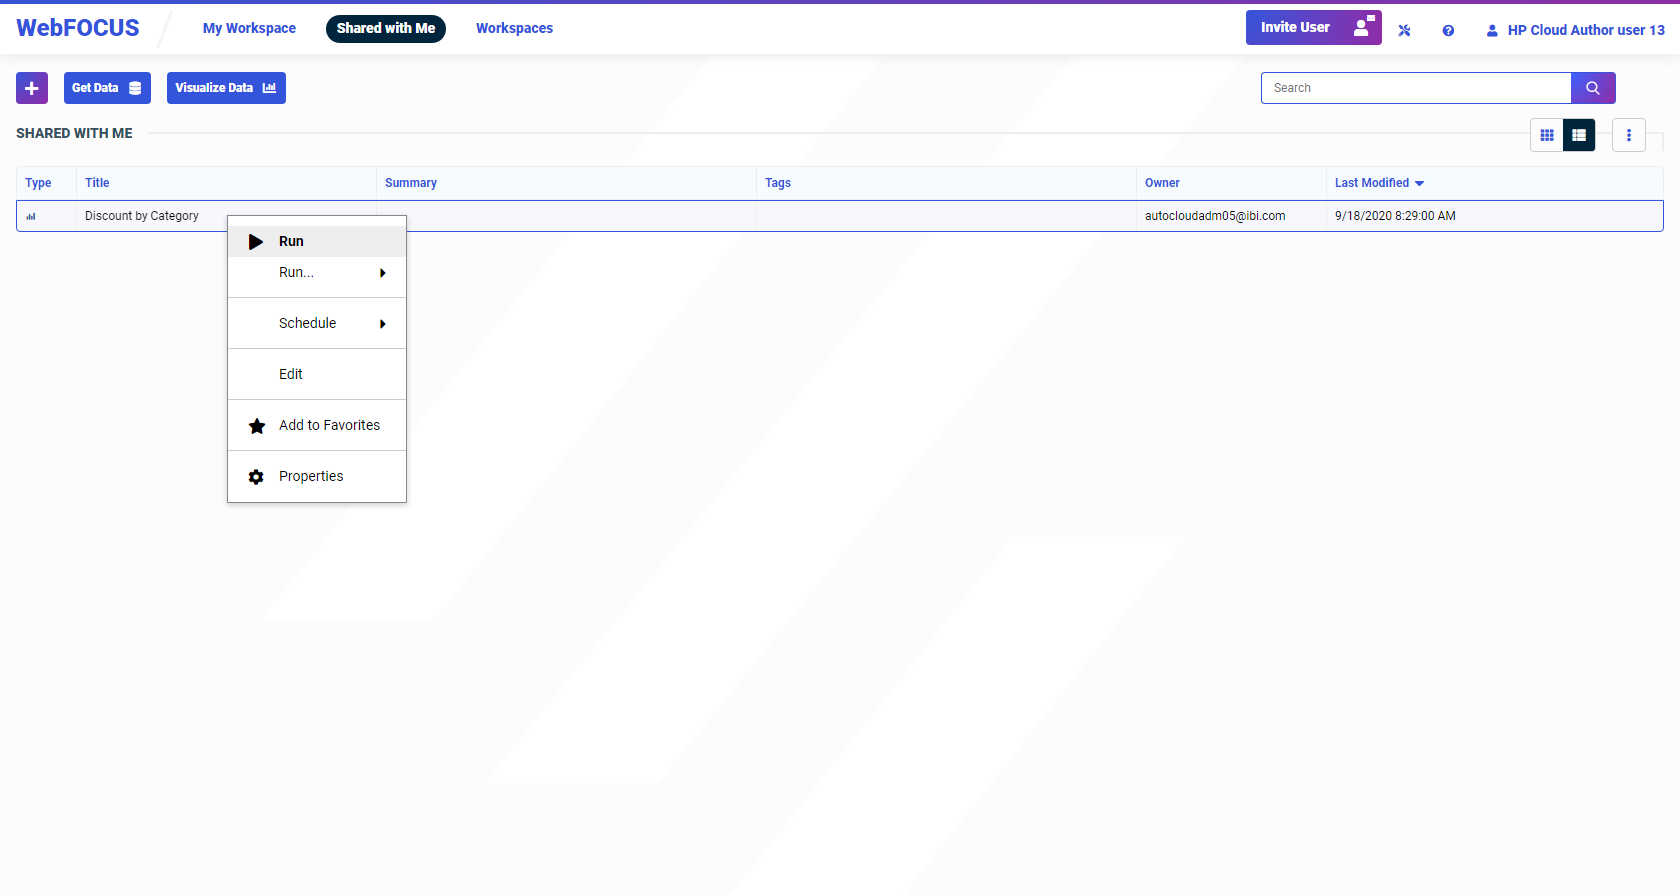 WebFOCUS
My Workspace
Shared with Me
Workspaces
Invite User
HP Cloud Author user 13
Get Data
Visualize Data
Search
SHARED WITH ME
Type Title Summary Tags Owner Last Modified
Discount by Category autocloudadm05@ibi.com 9/18/2020 8:29:00 AM
Run
Run...
Schedule
Edit
Add to Favorites
Properties